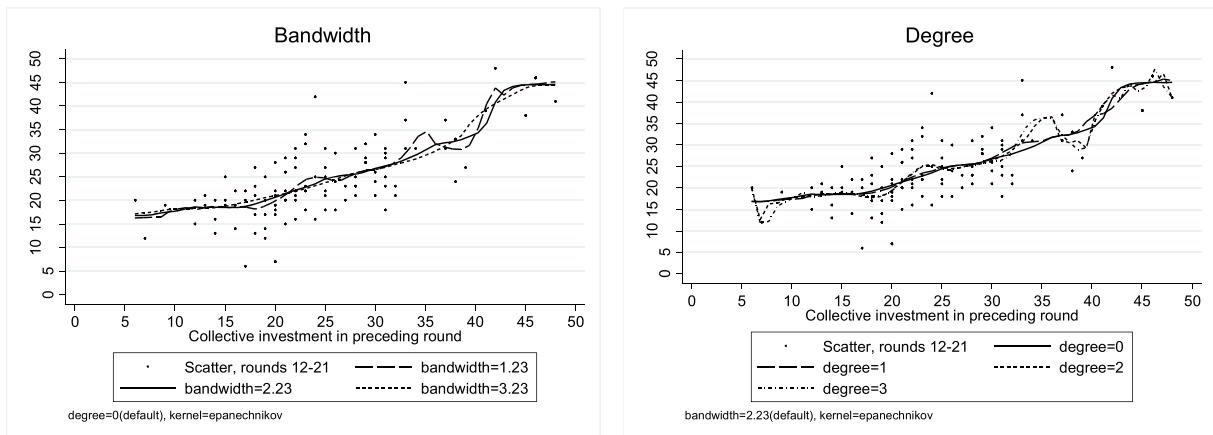 Bandwidth
50
45
40
35
30
25
20
15
10
5
0
0 5 10 15 20 25 30 35 40 45 50
Collective investment in preceding round
Scatter, rounds 12-21 bandwidth=1.23
bandwidth=2.23 bandwidth=3.23
degree=0(default), kernel=epanechnikov
Degree
50
45
40
35
30
25
20
15
10
5
0
0 5 10 15 20 25 30 35 40 45 50
Collective investment in preceding round
Scatter, rounds 12-21 degree=0
degree=1 degree=2
degree=3
bandwidth=2.23(default), kernel=epanechnikov